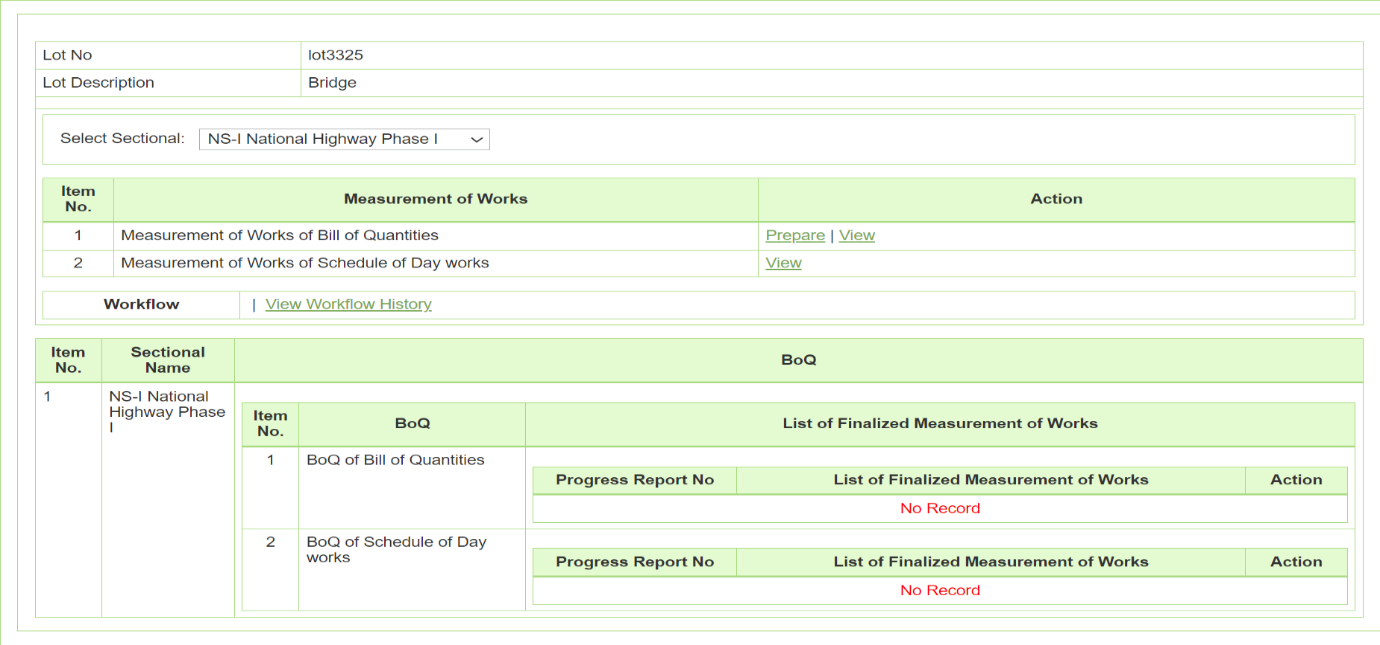 Lot No lot3325
Lot Description Bridge
Select Sectional: NS-I National Highway Phase I
Item No. Measurement of Works Action
1 Measurement of Works of Bill of Quantities Prepare | View
2 Measurement of Works of Schedule of Day works View
Workflow | View Workflow History
Item No. Sectional Name BoQ
1 NS-I National Highway Phase I
Item No. BoQ List of Finalized Measurement of Works
1 BoQ of Bill of Quantities
Progress Report No List of Finalized Measurement of Works Action
No Record
2 BoQ of Schedule of Day works
Progress Report No List of Finalized Measurement of Works Action
No Record